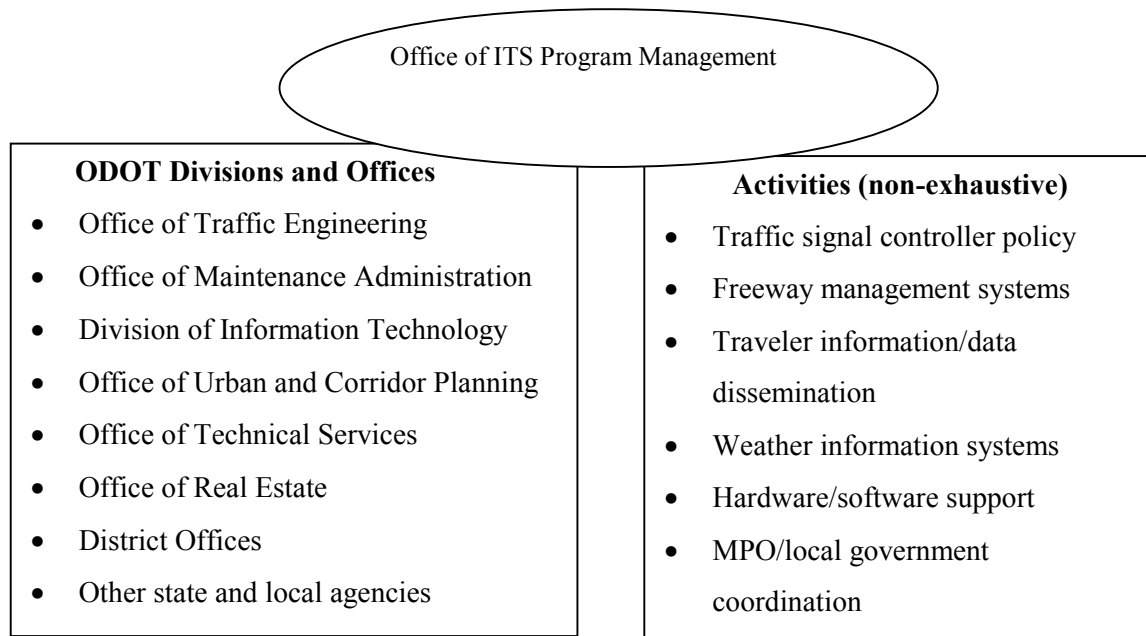 Office of ITS Program Management
ODOT Divisions and Offices
• Office of Traffic Engineering
• Office of Maintenance Administration
• Division of Information Technology
• Office of Urban and Corridor Planning
• Office of Technical Services
• Office of Real Estate
• District Offices
• Other state and local agencies
Activities (non-exhaustive)
• Traffic signal controller policy
• Freeway management systems
• Traveler information/data
dissemination
• Weather information systems
• Hardware/software support
• MPO/local government
coordination